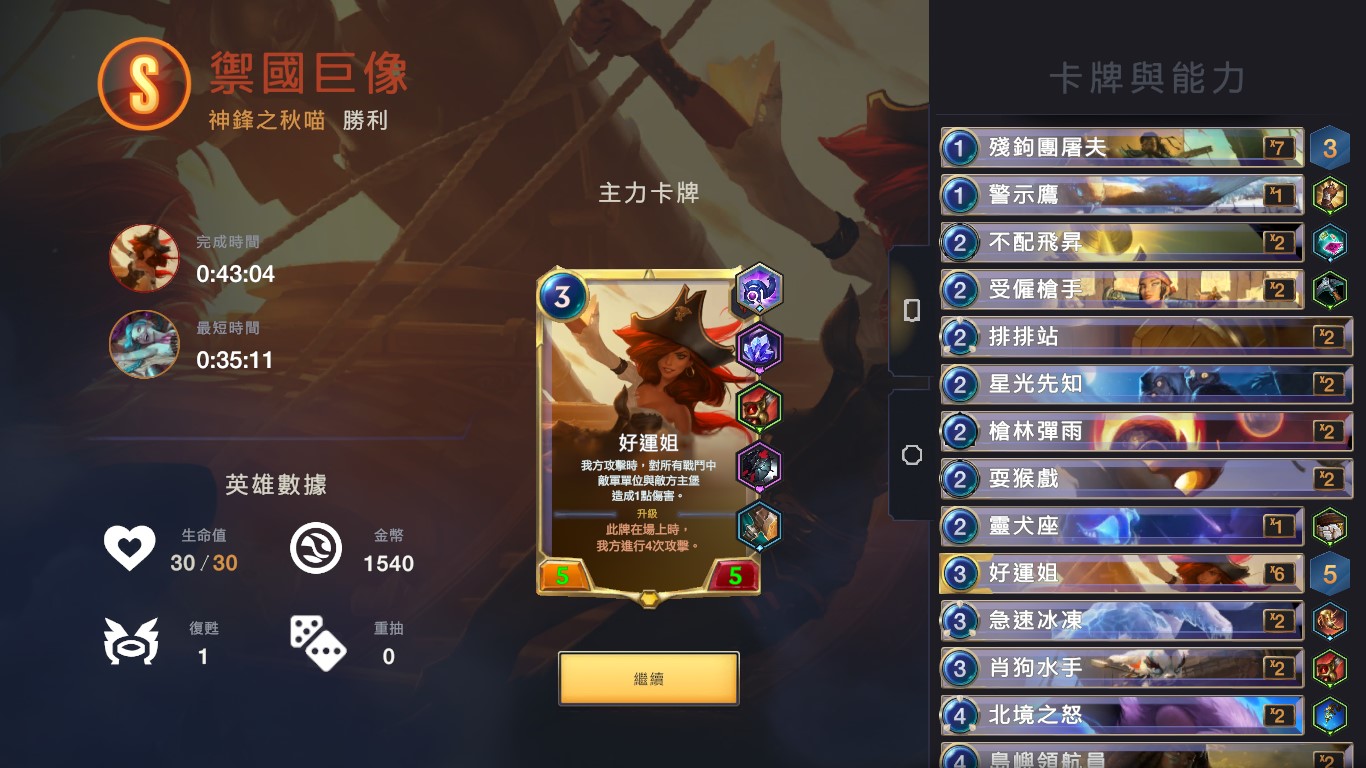 S
禦國巨像
神鋒之秋喵 勝利
完成時間
0:43:04
最短時間
0:35:11
英雄數據
生命值
30 / 30
金幣
1540
復甦
1
重抽
0
主力卡牌
3
好運姐
我方攻擊時，對所有戰鬥中
敵軍單位與敵方主堡
造成1點傷害。
升級
此牌在場上時，
我方進行4次攻擊。
5 5
繼續
卡牌與能力
1 殘鉤團屠夫 x7 3
1 警示鷹 x1
2 不配飛昇 x2
2 受僱槍手 x2
2 排排站 x2
2 星光先知 x2
2 槍林彈雨 x2
2 耍猴戲 x2
2 靈犬座 x1
3 好運姐 x6 5
3 急速冰凍 x2
3 肖狗水手 x2
4 北境之怒 x2
4 島嶼領航員 x2